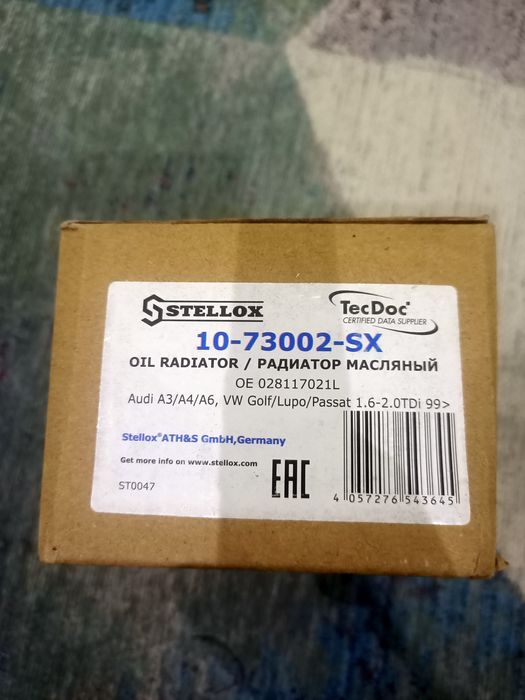 STELLOX
TecDoc
CERTIFIED DATA SUPPLIER
10-73002-SX
OIL RADIATOR / РАДИАТОР МАСЛЯНЫЙ
OE 028117021L
Audi A3/A4/A6, VW Golf/Lupo/Passat 1.6-2.0TDi 99>
Stellox® ATH&S GmbH,Germany
Get more info on www.stellox.com
ST0047
EAC
4 057276 543645 >